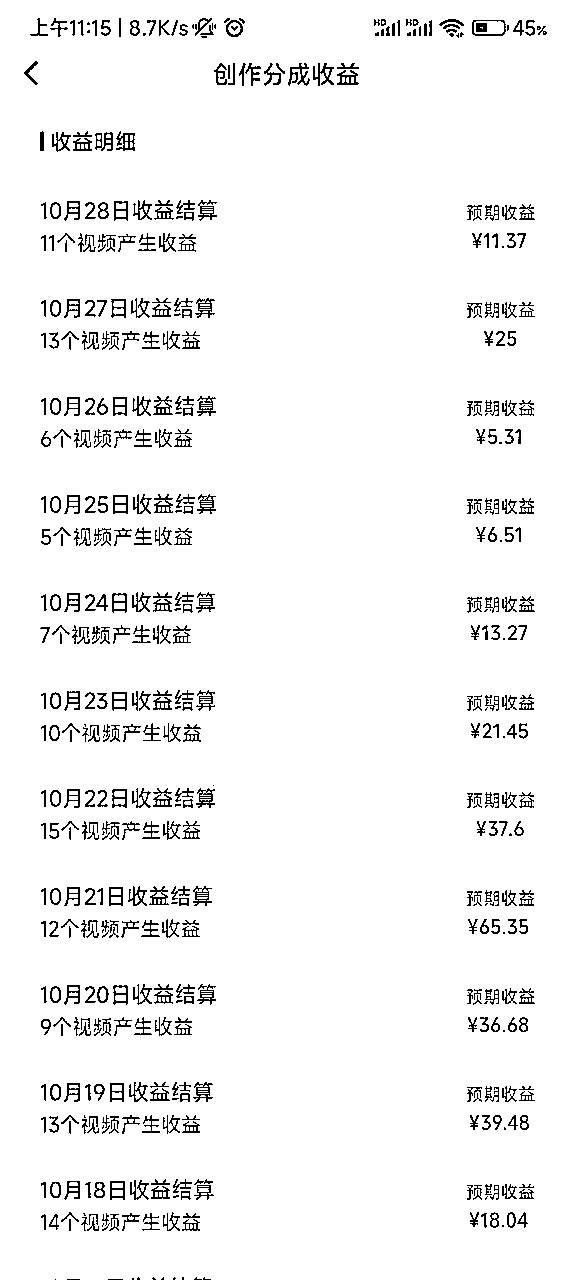 上午11:15 | 8.7K/s 45%
创作分成收益
收益明细
10月28日收益结算 预期收益
11个视频产生收益 ¥11.37
10月27日收益结算 预期收益
13个视频产生收益 ¥25
10月26日收益结算 预期收益
6个视频产生收益 ¥5.31
10月25日收益结算 预期收益
5个视频产生收益 ¥6.51
10月24日收益结算 预期收益
7个视频产生收益 ¥13.27
10月23日收益结算 预期收益
10个视频产生收益 ¥21.45
10月22日收益结算 预期收益
15个视频产生收益 ¥37.6
10月21日收益结算 预期收益
12个视频产生收益 ¥65.35
10月20日收益结算 预期收益
9个视频产生收益 ¥36.68
10月19日收益结算 预期收益
13个视频产生收益 ¥39.48
10月18日收益结算 预期收益
14个视频产生收益 ¥18.04